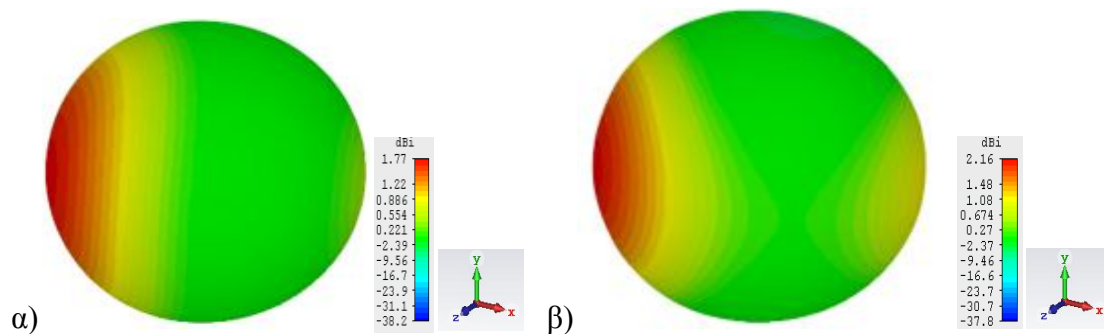 dBi
1.77
1.22
0.886
0.554
0.221
-2.39
-9.56
-16.7
-23.9
-31.1
-38.2
y
z
x
α)
dBi
2.16
1.48
1.08
0.674
0.227
-2.37
-9.46
-16.5
-23.6
-30.7
-37.8
y
z
x
β)